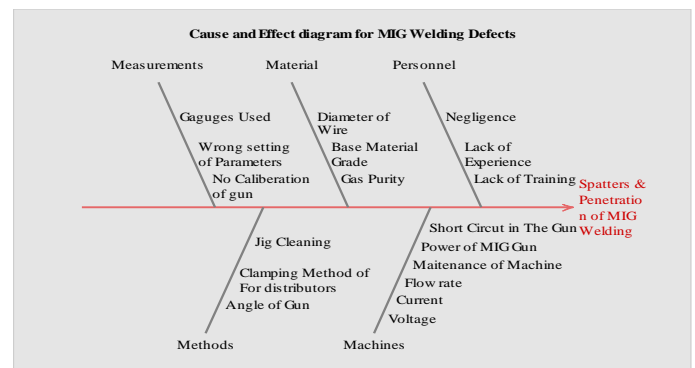 Cause and Effect diagram for MIG Welding Defects
Measurements
Material
Personnel
Gaguges Used
Wrong setting
of Parameters
No Caliberation
of gun
Diameter of
Wire
Base Material
Grade
Gas Purity
Negligence
Lack of
Experience
Lack of Training
Spatters &
Penetratio
n of MIG
Welding
Jig Cleaning
Clamping Method of
For distributors
Angle of Gun
Short Circut in The Gun
Power of MIG Gun
Maitenance of Machine
Flow rate
Current
Voltage
Methods
Machines